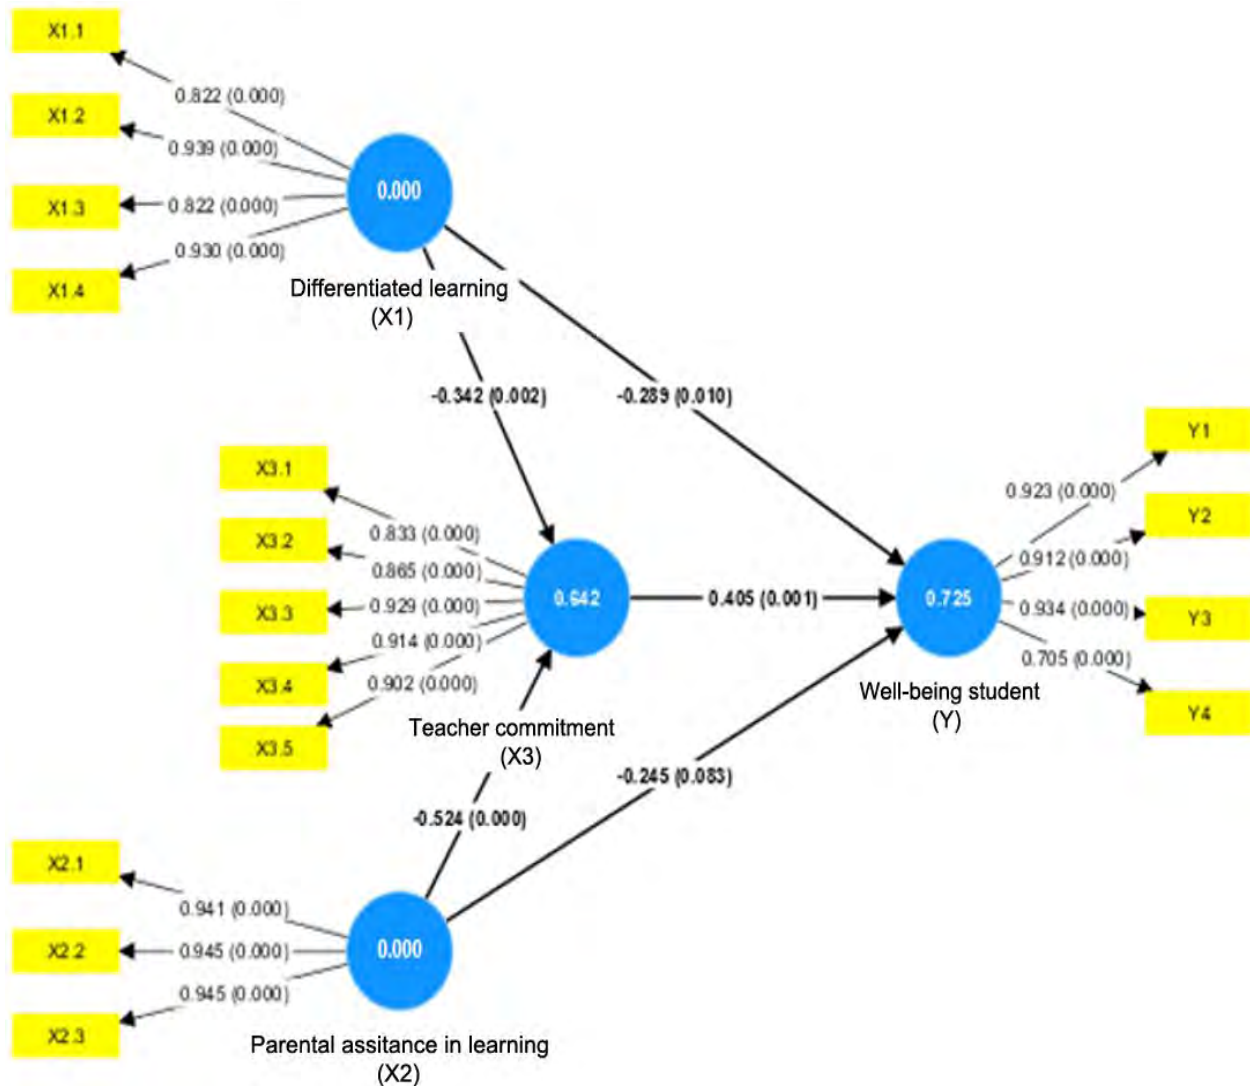 X1.1
0.822 (0.000)
X1.2
0.939 (0.000)
X1.3
0.822 (0.000)
X1.4
0.930 (0.000)
0.000
Differentiated learning
(X1)
-0.342 (0.002)
-0.289 (0.010)
X3.1
0.833 (0.000)
X3.2
0.865 (0.000)
X3.3
0.929 (0.000)
X3.4
0.914 (0.000)
X3.5
0.902 (0.000)
0.642
Teacher commitment
(X3)
0.405 (0.001)
0.725
Well-being student
(Y)
Y1
0.923 (0.000)
Y2
0.912 (0.000)
Y3
0.934 (0.000)
Y4
0.705 (0.000)
-0.524 (0.000)
-0.245 (0.083)
X2.1
0.941 (0.000)
X2.2
0.945 (0.000)
X2.3
0.945 (0.000)
0.000
Parental assitance in learning
(X2)